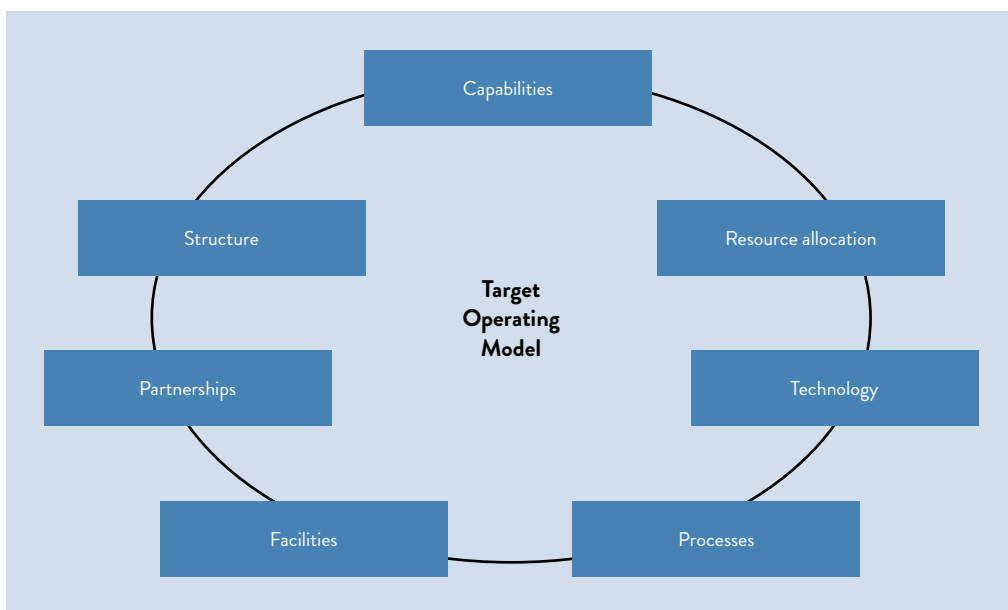 Capabilities
Structure
Resource allocation
Target
Operating
Model
Partnerships
Technology
Facilities
Processes